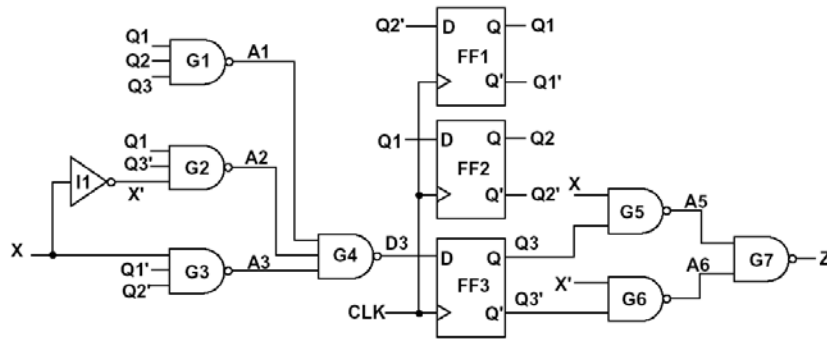 Q2' D Q Q1
Q1 A1
Q2 G1 FF1
Q3 Q' Q1'
Q1 Q1 D Q Q2
Q3' G2 A2 FF2
I1 X' Q' Q2' X
G5 A5
G4 D3 D Q Q3 G7 Z
X
Q1' G3 A3 FF3 X' G6 A6
Q2' CLK Q' Q3'